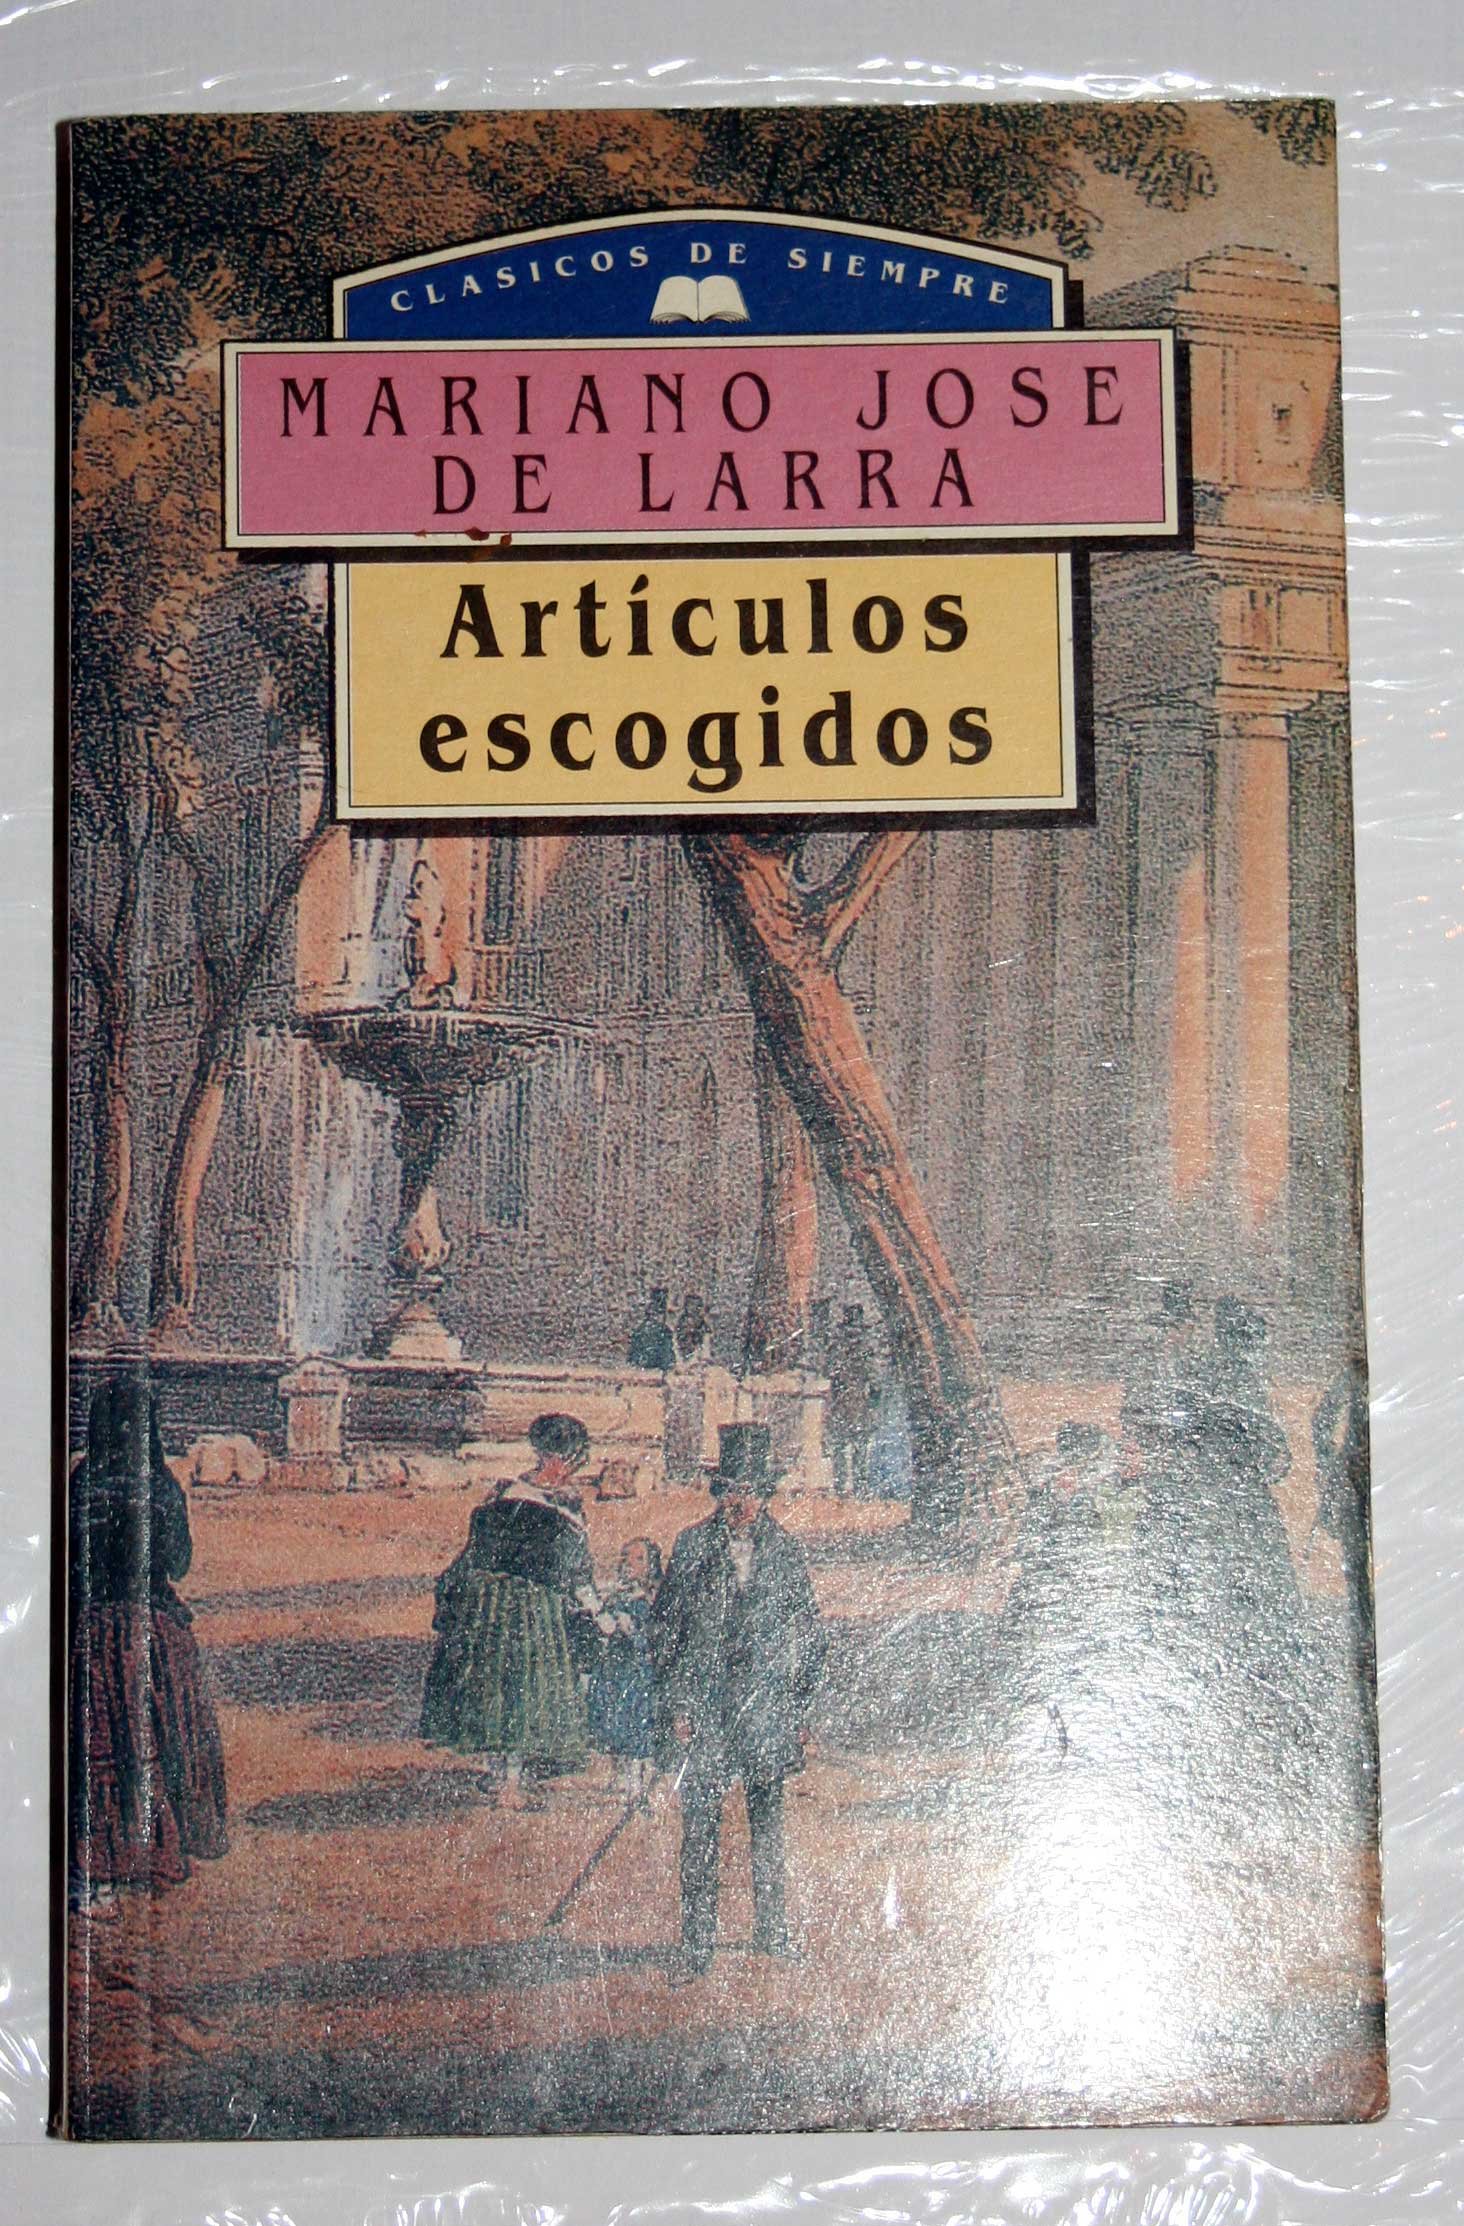 CLASICOS DE SIEMPRE
MARIANO JOSE
DE LARRA
Artículos
escogidos